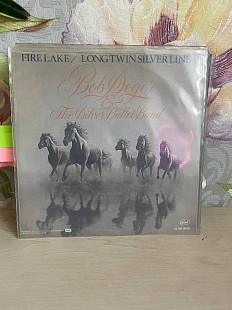 FIRE LAKE / LONG TWIN SILVER LINE
Bob Seger
&
The Silver Bullet Band